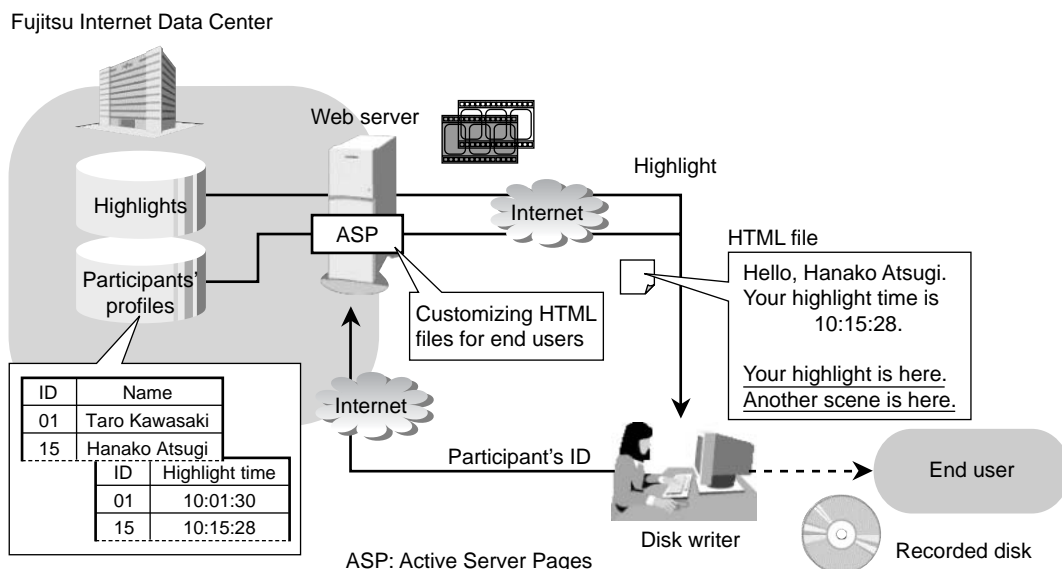 Fujitsu Internet Data Center
Web server
Highlights
Highlight
Internet
ASP
HTML file
Participants'
profiles
Hello, Hanako Atsugi.
Your highlight time is
10:15:28.
Your highlight is here.
Another scene is here.
Customizing HTML
files for end users
ID Name
01 Taro Kawasaki
15 Hanako Atsugi
ID Highlight time
01 10:01:30
15 10:15:28
Internet
Participant's ID
Disk writer
End user
Recorded disk
ASP: Active Server Pages